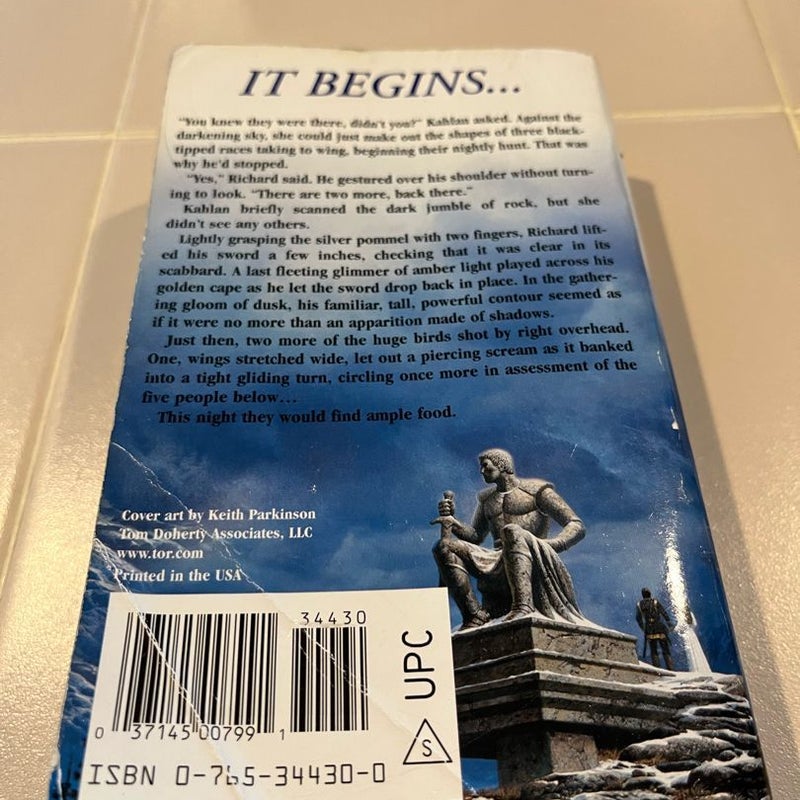 IT BEGINS...
"You knew they were there, didn't you?" Kahlan asked. Against the
darkening sky, she could just make out the shapes of three black-
tipped races taking to wing, beginning their nightly hunt. That was
why he'd stopped.
"Yes," Richard said. He gestured over his shoulder without turn-
ing to look. "There are two more, back there."
Kahlan briefly scanned the dark jumble of rock, but she
didn't see any others.
Lightly grasping the silver pommel with two fingers, Richard lift-
ed his sword a few inches, checking that it was clear in its
scabbard. A last fleeting glimmer of amber light played across his
golden cape as he let the sword drop back in place. In the gather-
ing gloom of dusk, his familiar, tall, powerful contour seemed as
if it were no more than an apparition made of shadows.
Just then, two more of the huge birds shot by right overhead.
One, wings stretched wide, let out a piercing scream as it banked
into a tight gliding turn, circling once more in assessment of the
five people below...
This night they would find ample food.
Cover art by Keith Parkinson
Tom Doherty Associates, LLC
www.tor.com
Printed in the USA
34430
0 37145 00799 1
UPC
S
ISBN 0-765-34430-0